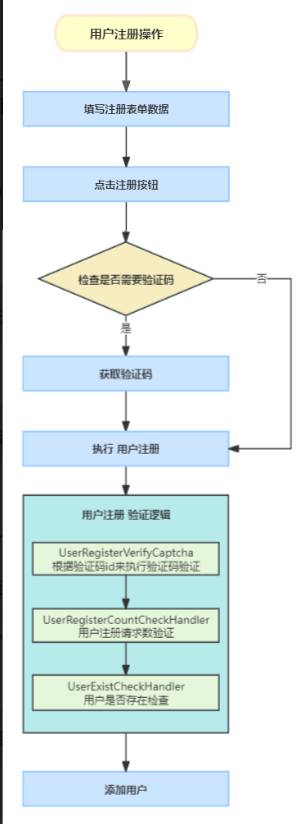 用户注册操作
填写注册表单数据
点击注册按钮
检查是否需要验证码
否
是
获取验证码
执行 用户注册
用户注册 验证逻辑
UserRegisterVerifyCaptcha
根据验证码id来执行验证码验证
UserRegisterCountCheckHandler
用户注册请求数验证
UserExistCheckHandler
用户是否存在检查
添加用户